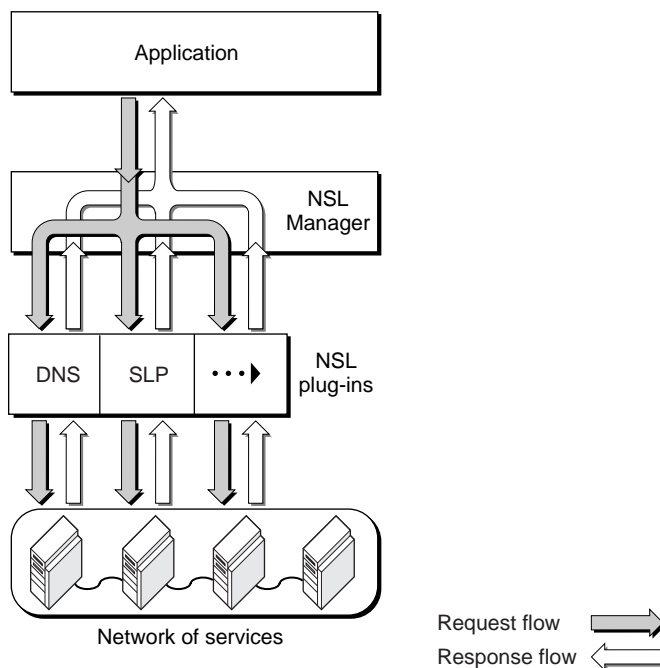 Application
NSL
Manager
DNS
SLP
NSL
plug-ins
Network of services
Request flow
Response flow